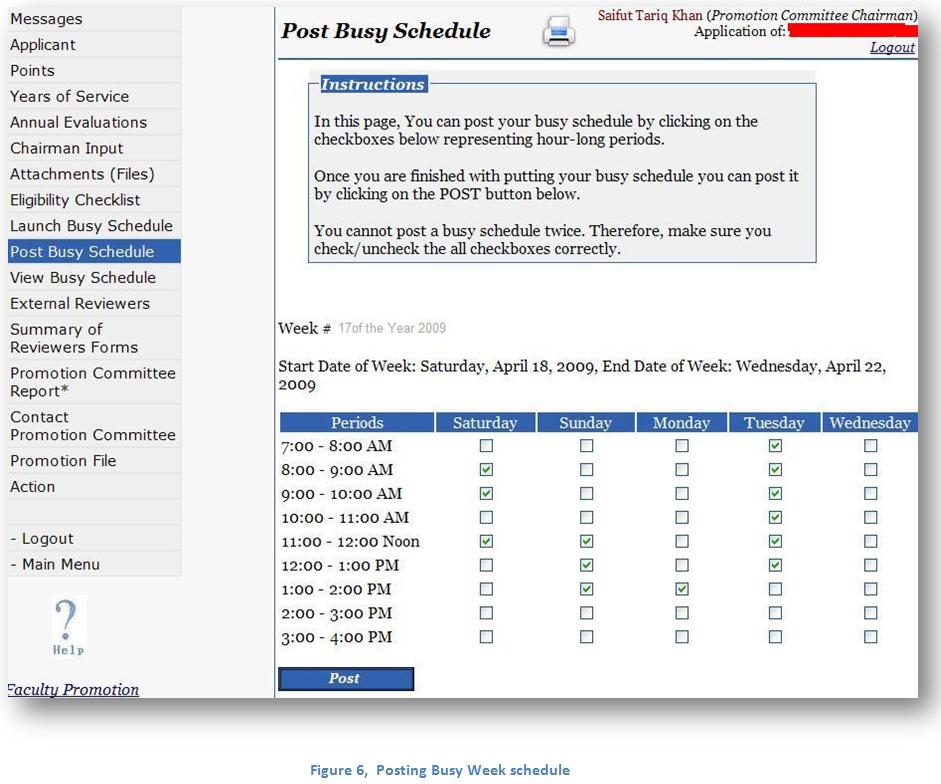 Messages
Applicant
Points
Years of Service
Annual Evaluations
Chairman Input
Attachments (Files)
Eligibility Checklist
Launch Busy Schedule
Post Busy Schedule
View Busy Schedule
External Reviewers
Summary of
Reviewers Forms
Promotion Committee
Report*
Contact
Promotion Committee
Promotion File
Action
- Logout
- Main Menu
?
Help
Faculty Promotion
Post Busy Schedule
Saifut Tariq Khan (Promotion Committee Chairman)
Application of:
Logout
Instructions
In this page, You can post your busy schedule by clicking on the
checkboxes below representing hour-long periods.
Once you are finished with putting your busy schedule you can post it
by clicking on the POST button below.
You cannot post a busy schedule twice. Therefore, make sure you
check/uncheck the all checkboxes correctly.
Week # 17of the Year 2009
Start Date of Week: Saturday, April 18, 2009, End Date of Week: Wednesday, April 22,
2009
Periods Saturday Sunday Monday Tuesday Wednesday
7:00 - 8:00 AM
8:00 - 9:00 AM
9:00 - 10:00 AM
10:00 - 11:00 AM
11:00 - 12:00 Noon
12:00 - 1:00 PM
1:00 - 2:00 PM
2:00 - 3:00 PM
3:00 - 4:00 PM
Post
Figure 6, Posting Busy Week schedule